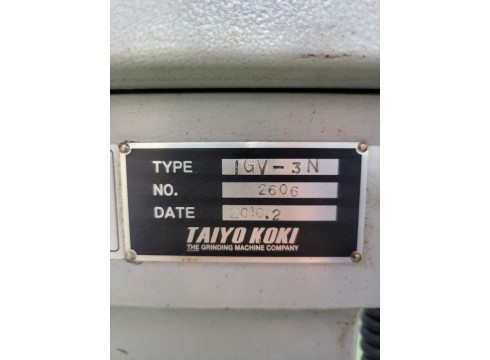 TYPE IGV-3N
NO. 2606
DATE 2010.2
TAIYO KOKI
THE GRINDING MACHINE COMPANY